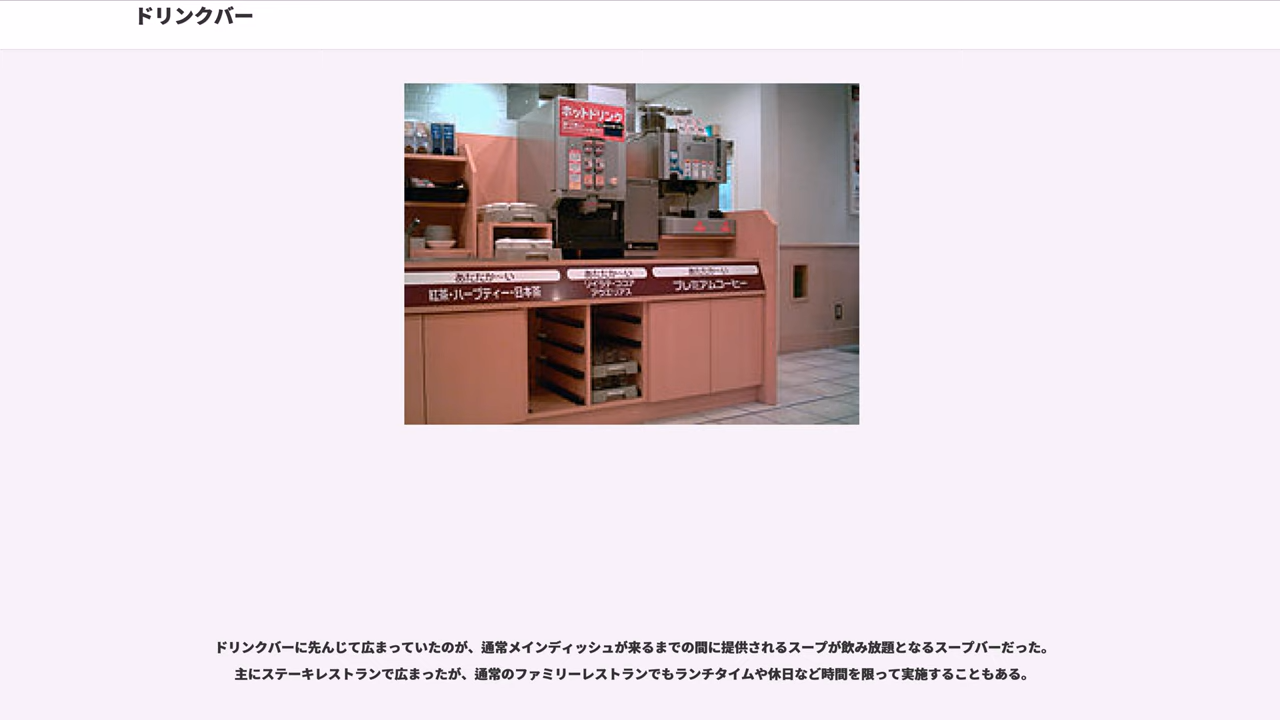 ドリンクバー
ホットドリンク
あたたか〜い
あたたか〜い
あたたか〜い
紅茶・ハーブティー・日本茶
プレミアムコーヒー
ドリンクバーに先んじて広まっていたのが、通常メインディッシュが来るまでの間に提供されるスープが飲み放題となるスープバーだった。
主にステーキレストランで広まったが、通常のファミリーレストランでもランチタイムや休日など時間を限って実施することもある。